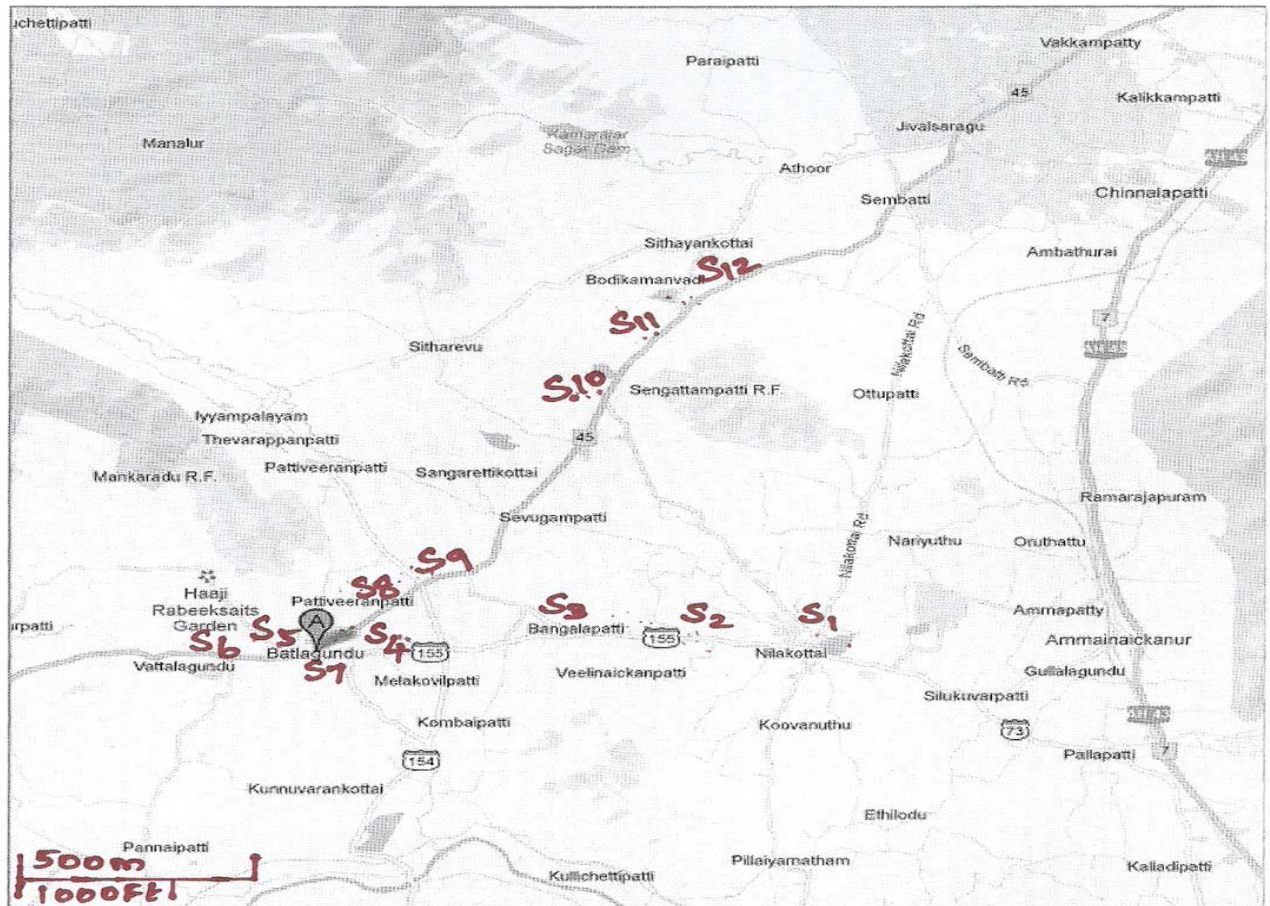 uchettipatti
Vakkampatty
Paraipatti
45
Kalikkampatti
Jivalsaragu
Kamarajar
Sagar Dam
Manalur
Athoor
Sembatti
Chinnalapatti
Sithayankottai
Ambathurai
Bodikamanvadi
S12
S11
7
Sitharevu
Nilakottai Rd
Sembatti Rd
S10
Sengattampatti R.F.
Ottupatti
Iyyampalayam
45
Thevarappanpatti
Pattiveeranpatti
Sangarettikottai
Mankaradu R.F.
Ramarajapuram
Sevugampatti
Nilakottai Rd
Nariyuthu
Oruthattu
S9
S8
Haaji
Rabeeksaits
Garden
Pattiveeranpatti
S3
Ammapatty
A
S2
S1
urpatti
S5
Bangalapatti
155
Ammainaickanur
S6
Batlagundu
S4
155
Nilakottai
Vattalagundu
S7
Veelinaickanpatti
Gullalagundu
Melakovilpatti
Silukuvarpatti
Kombaipatti
Koovanuthu
73
7
Pallapatti
154
Kunnuvarankottai
Ethilodu
Pannaipatti
Pillaiyamatham
Kalladipatti
500m
Kullichettipatti
1000Ft